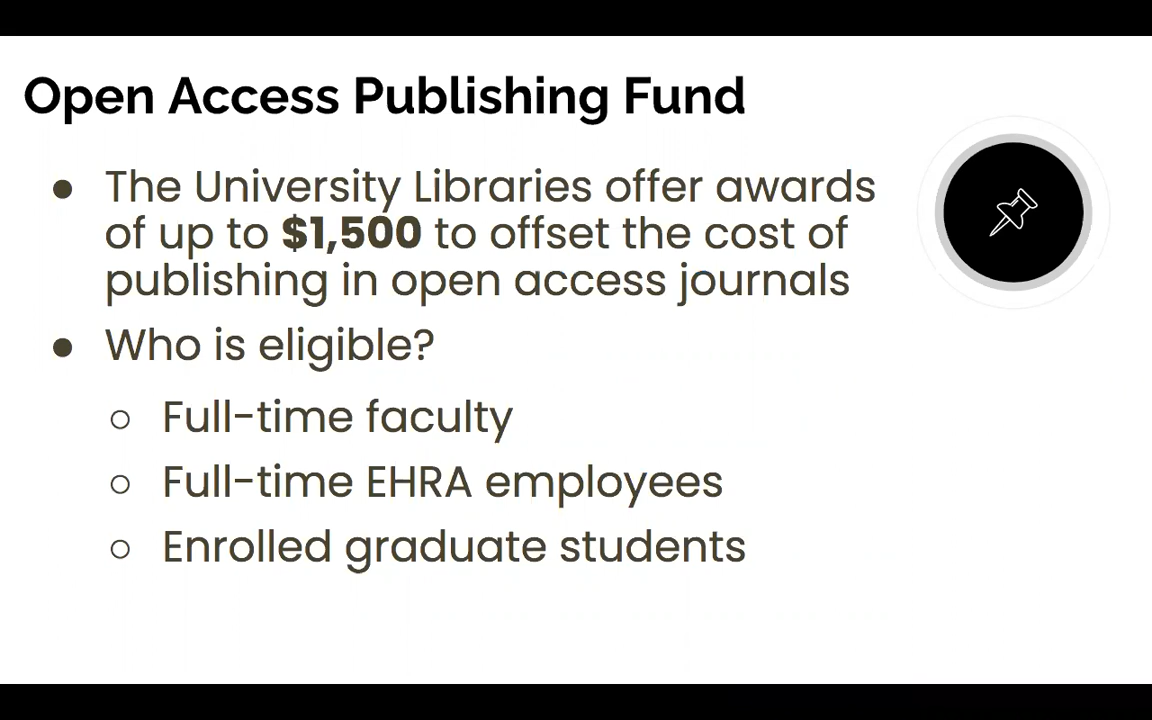 Open Access Publishing Fund
● The University Libraries offer awards
of up to $1,500 to offset the cost of
publishing in open access journals
● Who is eligible?
○ Full-time faculty
○ Full-time EHRA employees
○ Enrolled graduate students